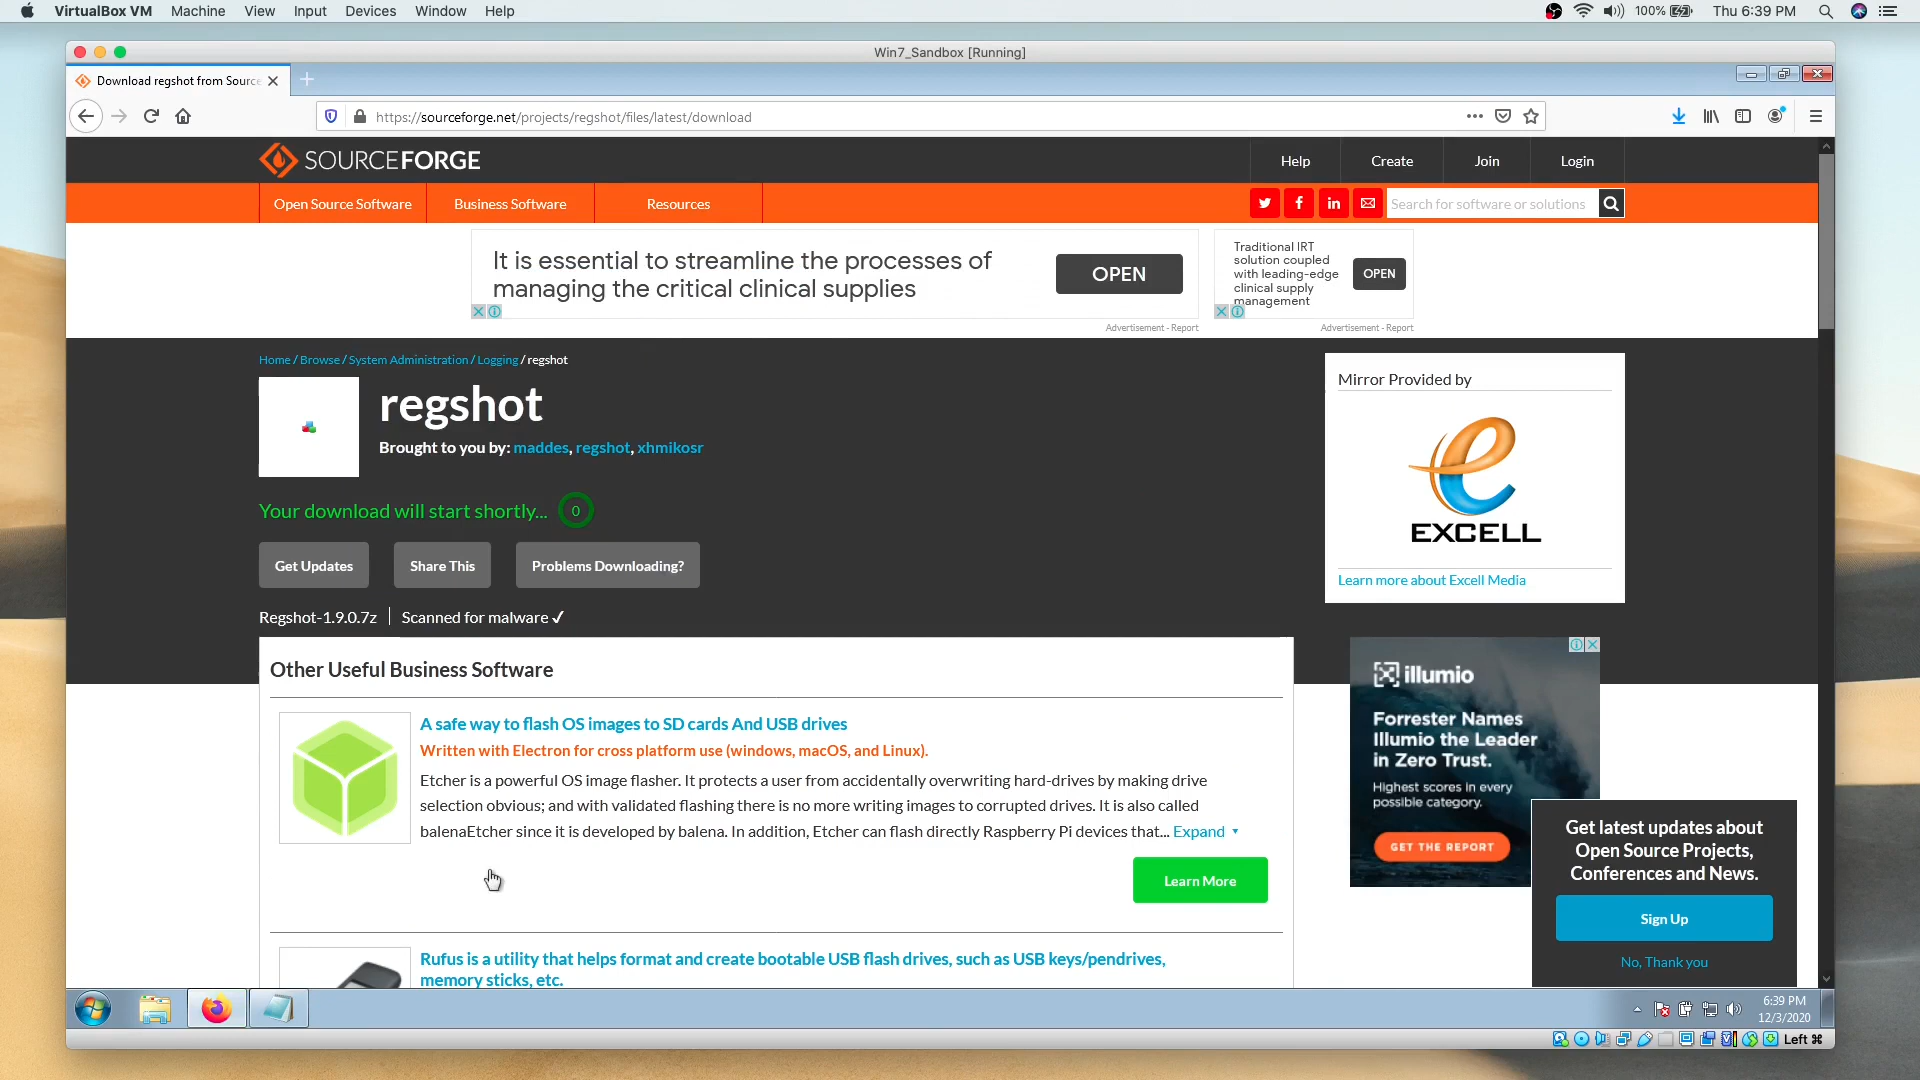 VirtualBox VM Machine View Input Devices Window Help 100% Thu 6:39 PM
Win7_Sandbox [Running]
Download regshot from Source
https://sourceforge.net/projects/regshot/files/latest/download
SOURCEFORGE Help Create Join Login
Open Source Software Business Software Resources Search for software or solutions
It is essential to streamline the processes of
managing the critical clinical supplies
OPEN
Traditional IRT
solution coupled
with leading-edge
clinical supply
management
OPEN
Advertisement - Report
Advertisement - Report
Home / Browse / System Administration / Logging / regshot
regshot
Brought to you by: maddes, regshot, xhmikosr
Your download will start shortly... 0
Get Updates Share This Problems Downloading?
Regshot-1.9.0.7z Scanned for malware ✓
Mirror Provided by
EXCELL
Learn more about Excell Media
Other Useful Business Software
A safe way to flash OS images to SD cards And USB drives
Written with Electron for cross platform use (windows, macOS, and Linux).
Etcher is a powerful OS image flasher. It protects a user from accidentally overwriting hard-drives by making drive
selection obvious; and with validated flashing there is no more writing images to corrupted drives. It is also called
balenaEtcher since it is developed by balena. In addition, Etcher can flash directly Raspberry Pi devices that... Expand
Learn More
Rufus is a utility that helps format and create bootable USB flash drives, such as USB keys/pendrives,
memory sticks, etc.
illumio
Forrester Names
Illumio the Leader
in Zero Trust.
Highest scores in every
possible category.
GET THE REPORT
Get latest updates about
Open Source Projects,
Conferences and News.
Sign Up
No, Thank you
6:39 PM
12/3/2020
Left ⌘